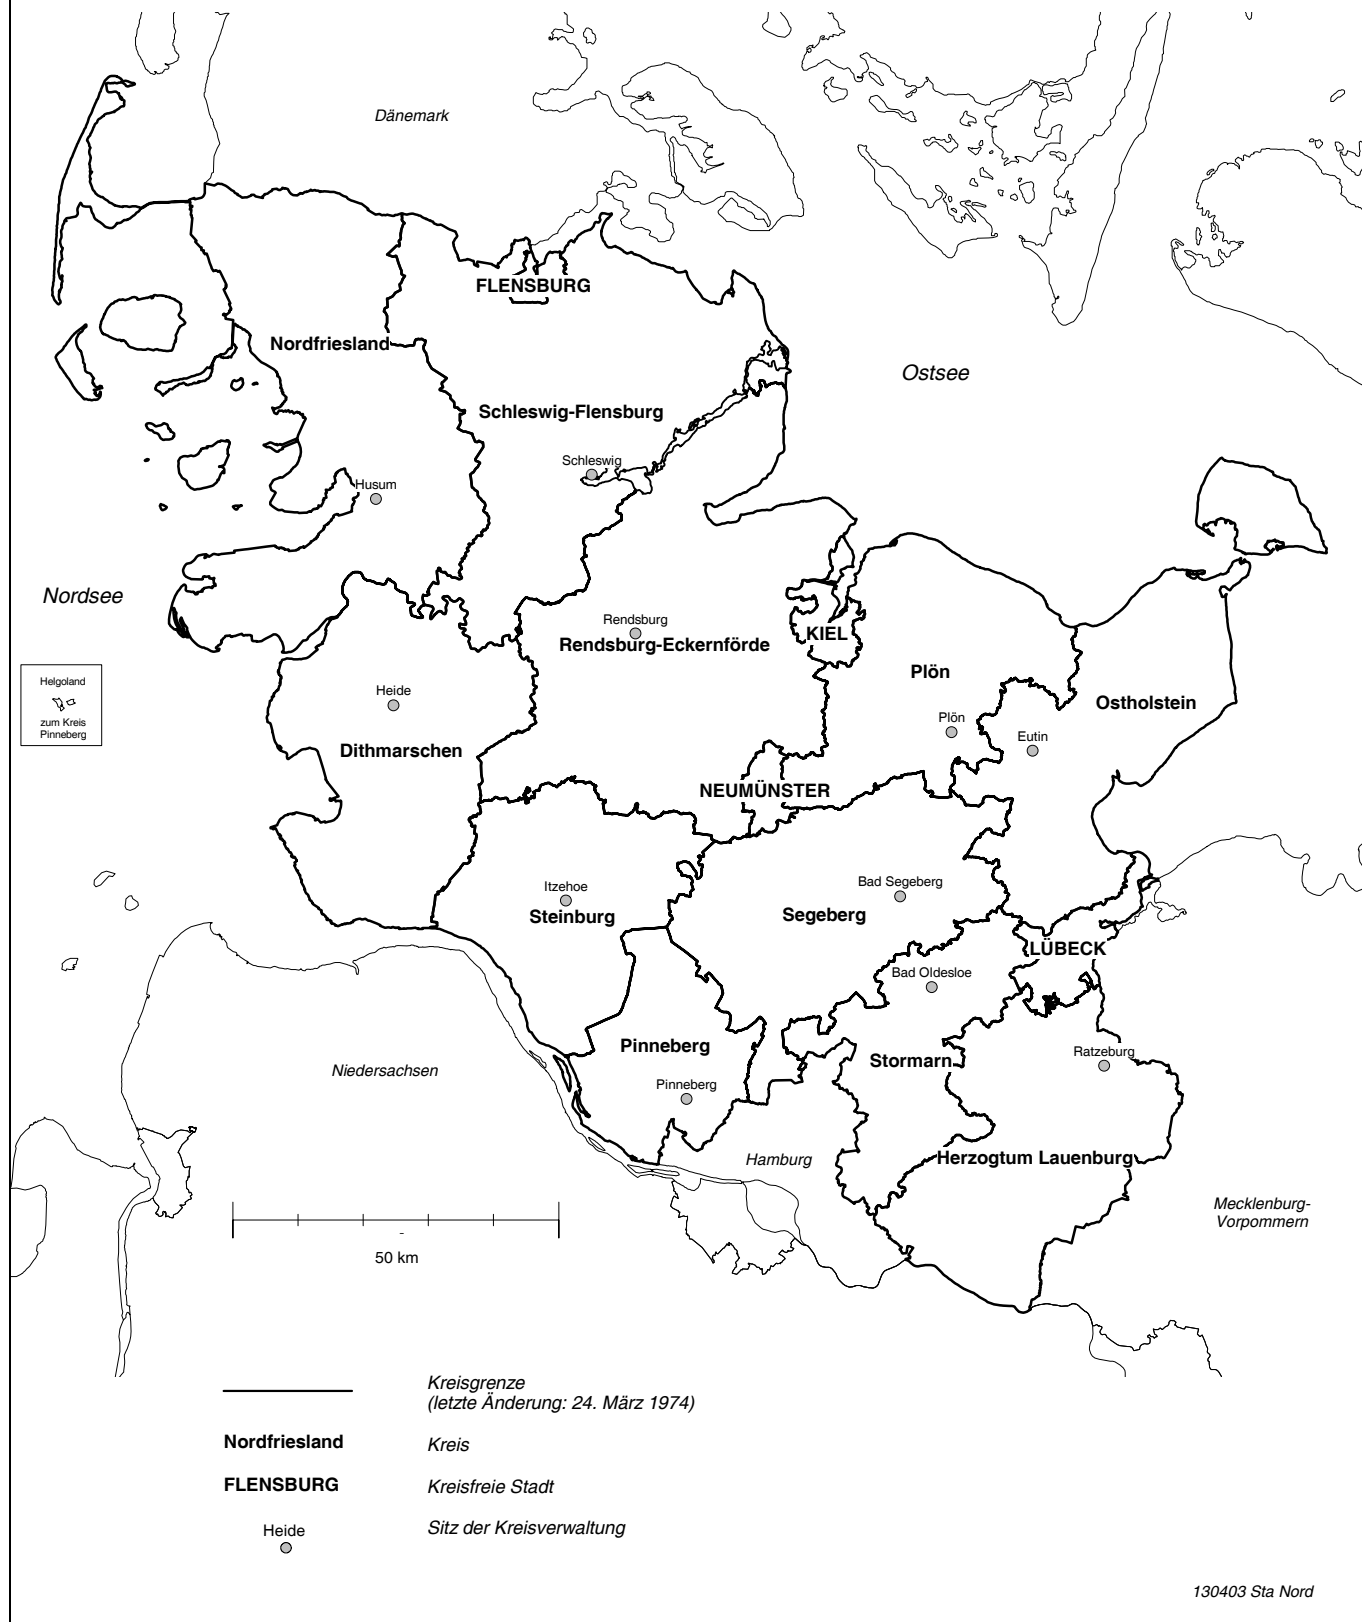 Dänemark
FLENSBURG
Nordfriesland
Ostsee
Schleswig-Flensburg
Schleswig
Husum
Nordsee
Rendsburg
KIEL
Rendsburg-Eckernförde
Helgoland
zum Kreis
Pinneberg
Plön
Heide
Ostholstein
Plön
Eutin
Dithmarschen
NEUMÜNSTER
Itzehoe
Steinburg
Bad Segeberg
Segeberg
LÜBECK
Bad Oldesloe
Pinneberg
Stormarn
Ratzeburg
Niedersachsen
Pinneberg
Hamburg
Herzogtum Lauenburg
Mecklenburg-
Vorpommern
50 km
Kreisgrenze
(letzte Änderung: 24. März 1974)
Nordfriesland
Kreis
FLENSBURG
Kreisfreie Stadt
Heide
Sitz der Kreisverwaltung
130403 Sta Nord